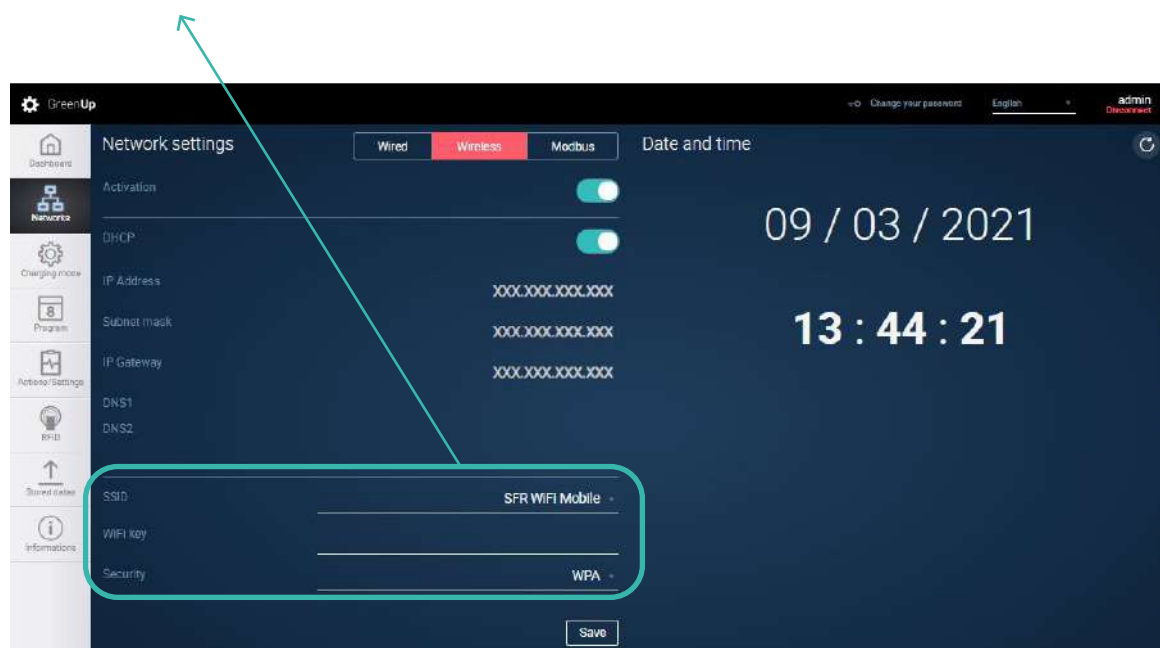 GreenUp
Change your password
English
admin
Disconnect
Dashboard
Networks
Charging mode
8
Program
Actions/Settings
RFID
Stored datas
i
Informations
Network settings
Wired Wireless Modbus
Activation
DHCP
IP Address XXX.XXX.XXX.XXX
Subnet mask XXX.XXX.XXX.XXX
IP Gateway XXX.XXX.XXX.XXX
DNS1
DNS2
SSID SFR WiFi Mobile
WiFi key
Security WPA
Save
Date and time
09 / 03 / 2021
13 : 44 : 21